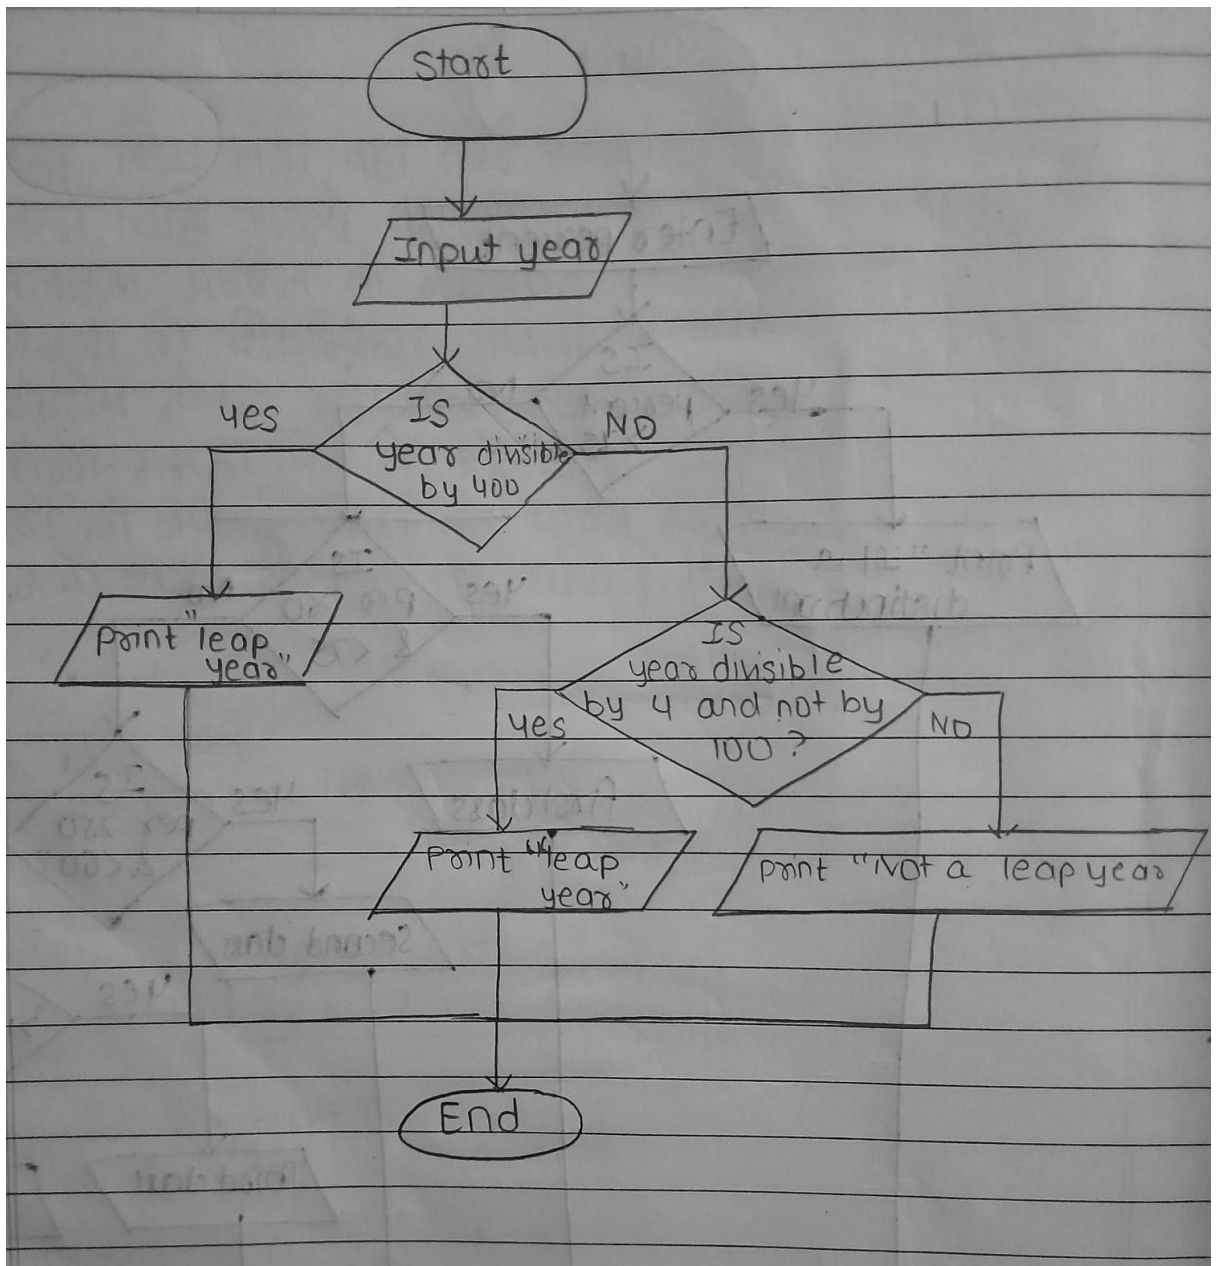 Start
Input year
yes
IS
NO
year divisible
by 400
print "leap
year"
IS
year divisible
by 4 and not by
100 ?
yes
NO
print "leap
year"
print "Not a leap year
End